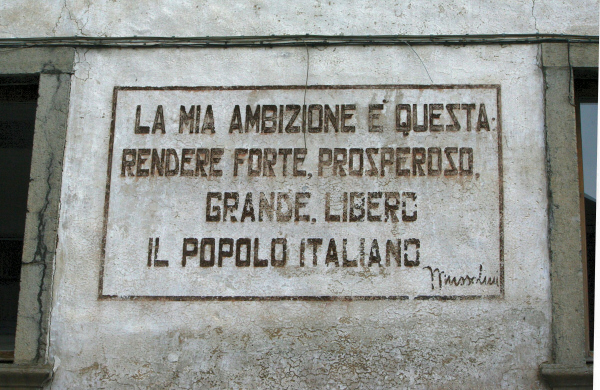 LA MIA AMBIZIONE E' QUESTA:
RENDERE FORTE, PROSPEROSO,
GRANDE, LIBERO
IL POPOLO ITALIANO
Mussolini